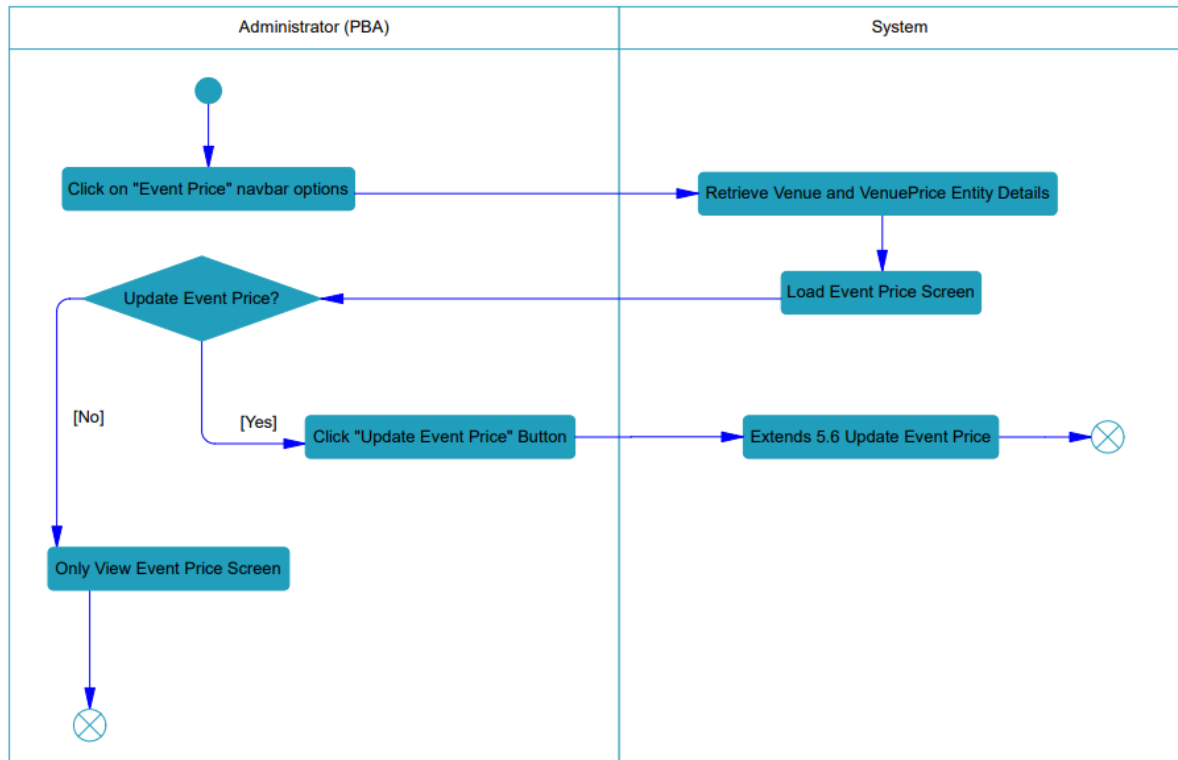 Administrator (PBA)
System
Click on "Event Price" navbar options
Retrieve Venue and VenuePrice Entity Details
Update Event Price?
Load Event Price Screen
[No]
[Yes]
Click "Update Event Price" Button
Extends 5.6 Update Event Price
Only View Event Price Screen